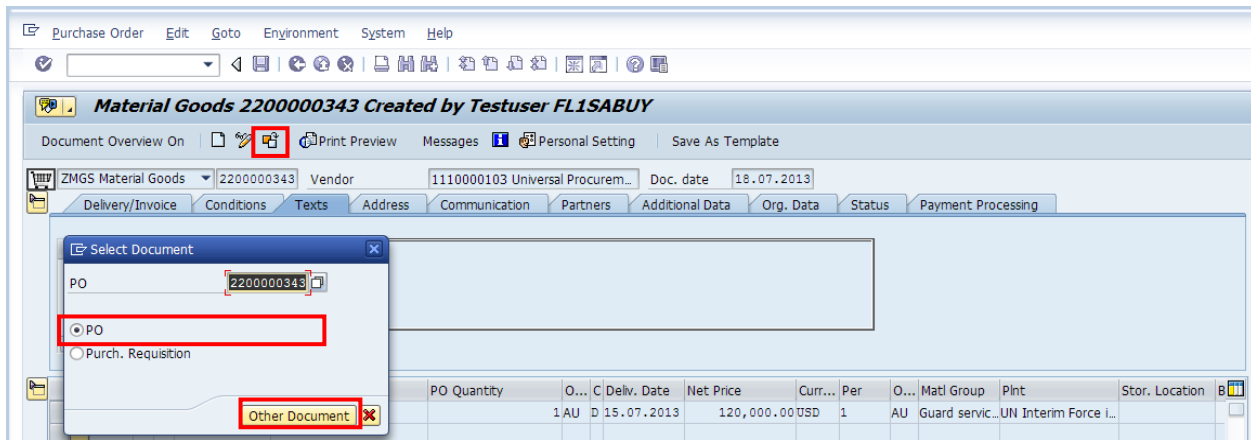 Purchase Order Edit Goto Environment System Help
Material Goods 2200000343 Created by Testuser FL1SABUY
Document Overview On Print Preview Messages Personal Setting Save As Template
ZMGS Material Goods 2200000343 Vendor 1110000103 Universal Procurem... Doc. date 18.07.2013
Delivery/Invoice Conditions Texts Address Communication Partners Additional Data Org. Data Status Payment Processing
Select Document
PO 2200000343
PO
Purch. Requisition
Other Document
PO Quantity O... C Deliv. Date Net Price Curr... Per O... Matl Group Plnt Stor. Location B
1 AU D 15.07.2013 120,000.00 USD 1 AU Guard servic... UN Interim Force i...